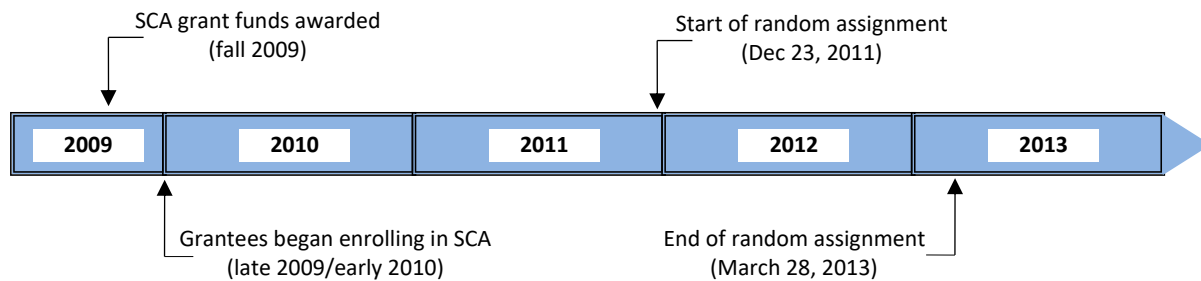 SCA grant funds awarded
(fall 2009)
Start of random assignment
(Dec 23, 2011)
2009
2010
2011
2012
2013
Grantees began enrolling in SCA
(late 2009/early 2010)
End of random assignment
(March 28, 2013)